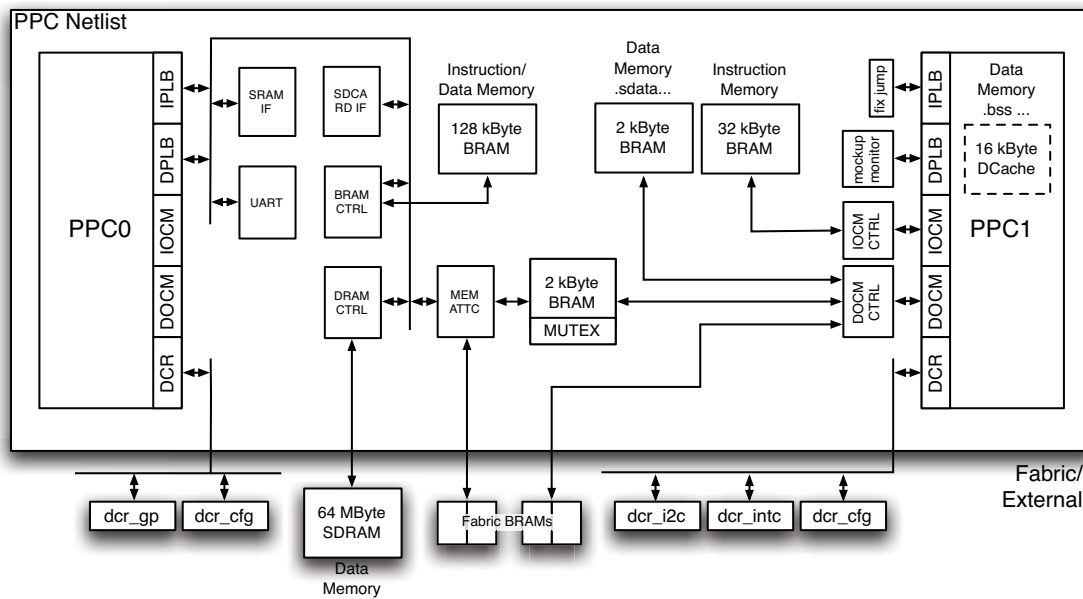 PPC Netlist
PPC0
IPLB
DPLB
IOCM
DOCM
DCR
SRAM
IF
SDCA
RD IF
UART
BRAM
CTRL
DRAM
CTRL
MEM
ATTC
Instruction/
Data Memory
128 kByte
BRAM
2 kByte
BRAM
MUTEX
Data
Memory
.sdata...
2 kByte
BRAM
Instruction
Memory
32 kByte
BRAM
fix jump
mockup
monitor
IOCM
CTRL
DOCM
CTRL
IPLB
DPLB
IOCM
DOCM
DCR
Data
Memory
.bss ...
16 kByte
DCache
PPC1
Fabric/
External
dcr_gp
dcr_cfg
64 MByte
SDRAM
Data
Memory
Fabric BRAMs
dcr_i2c
dcr_intc
dcr_cfg